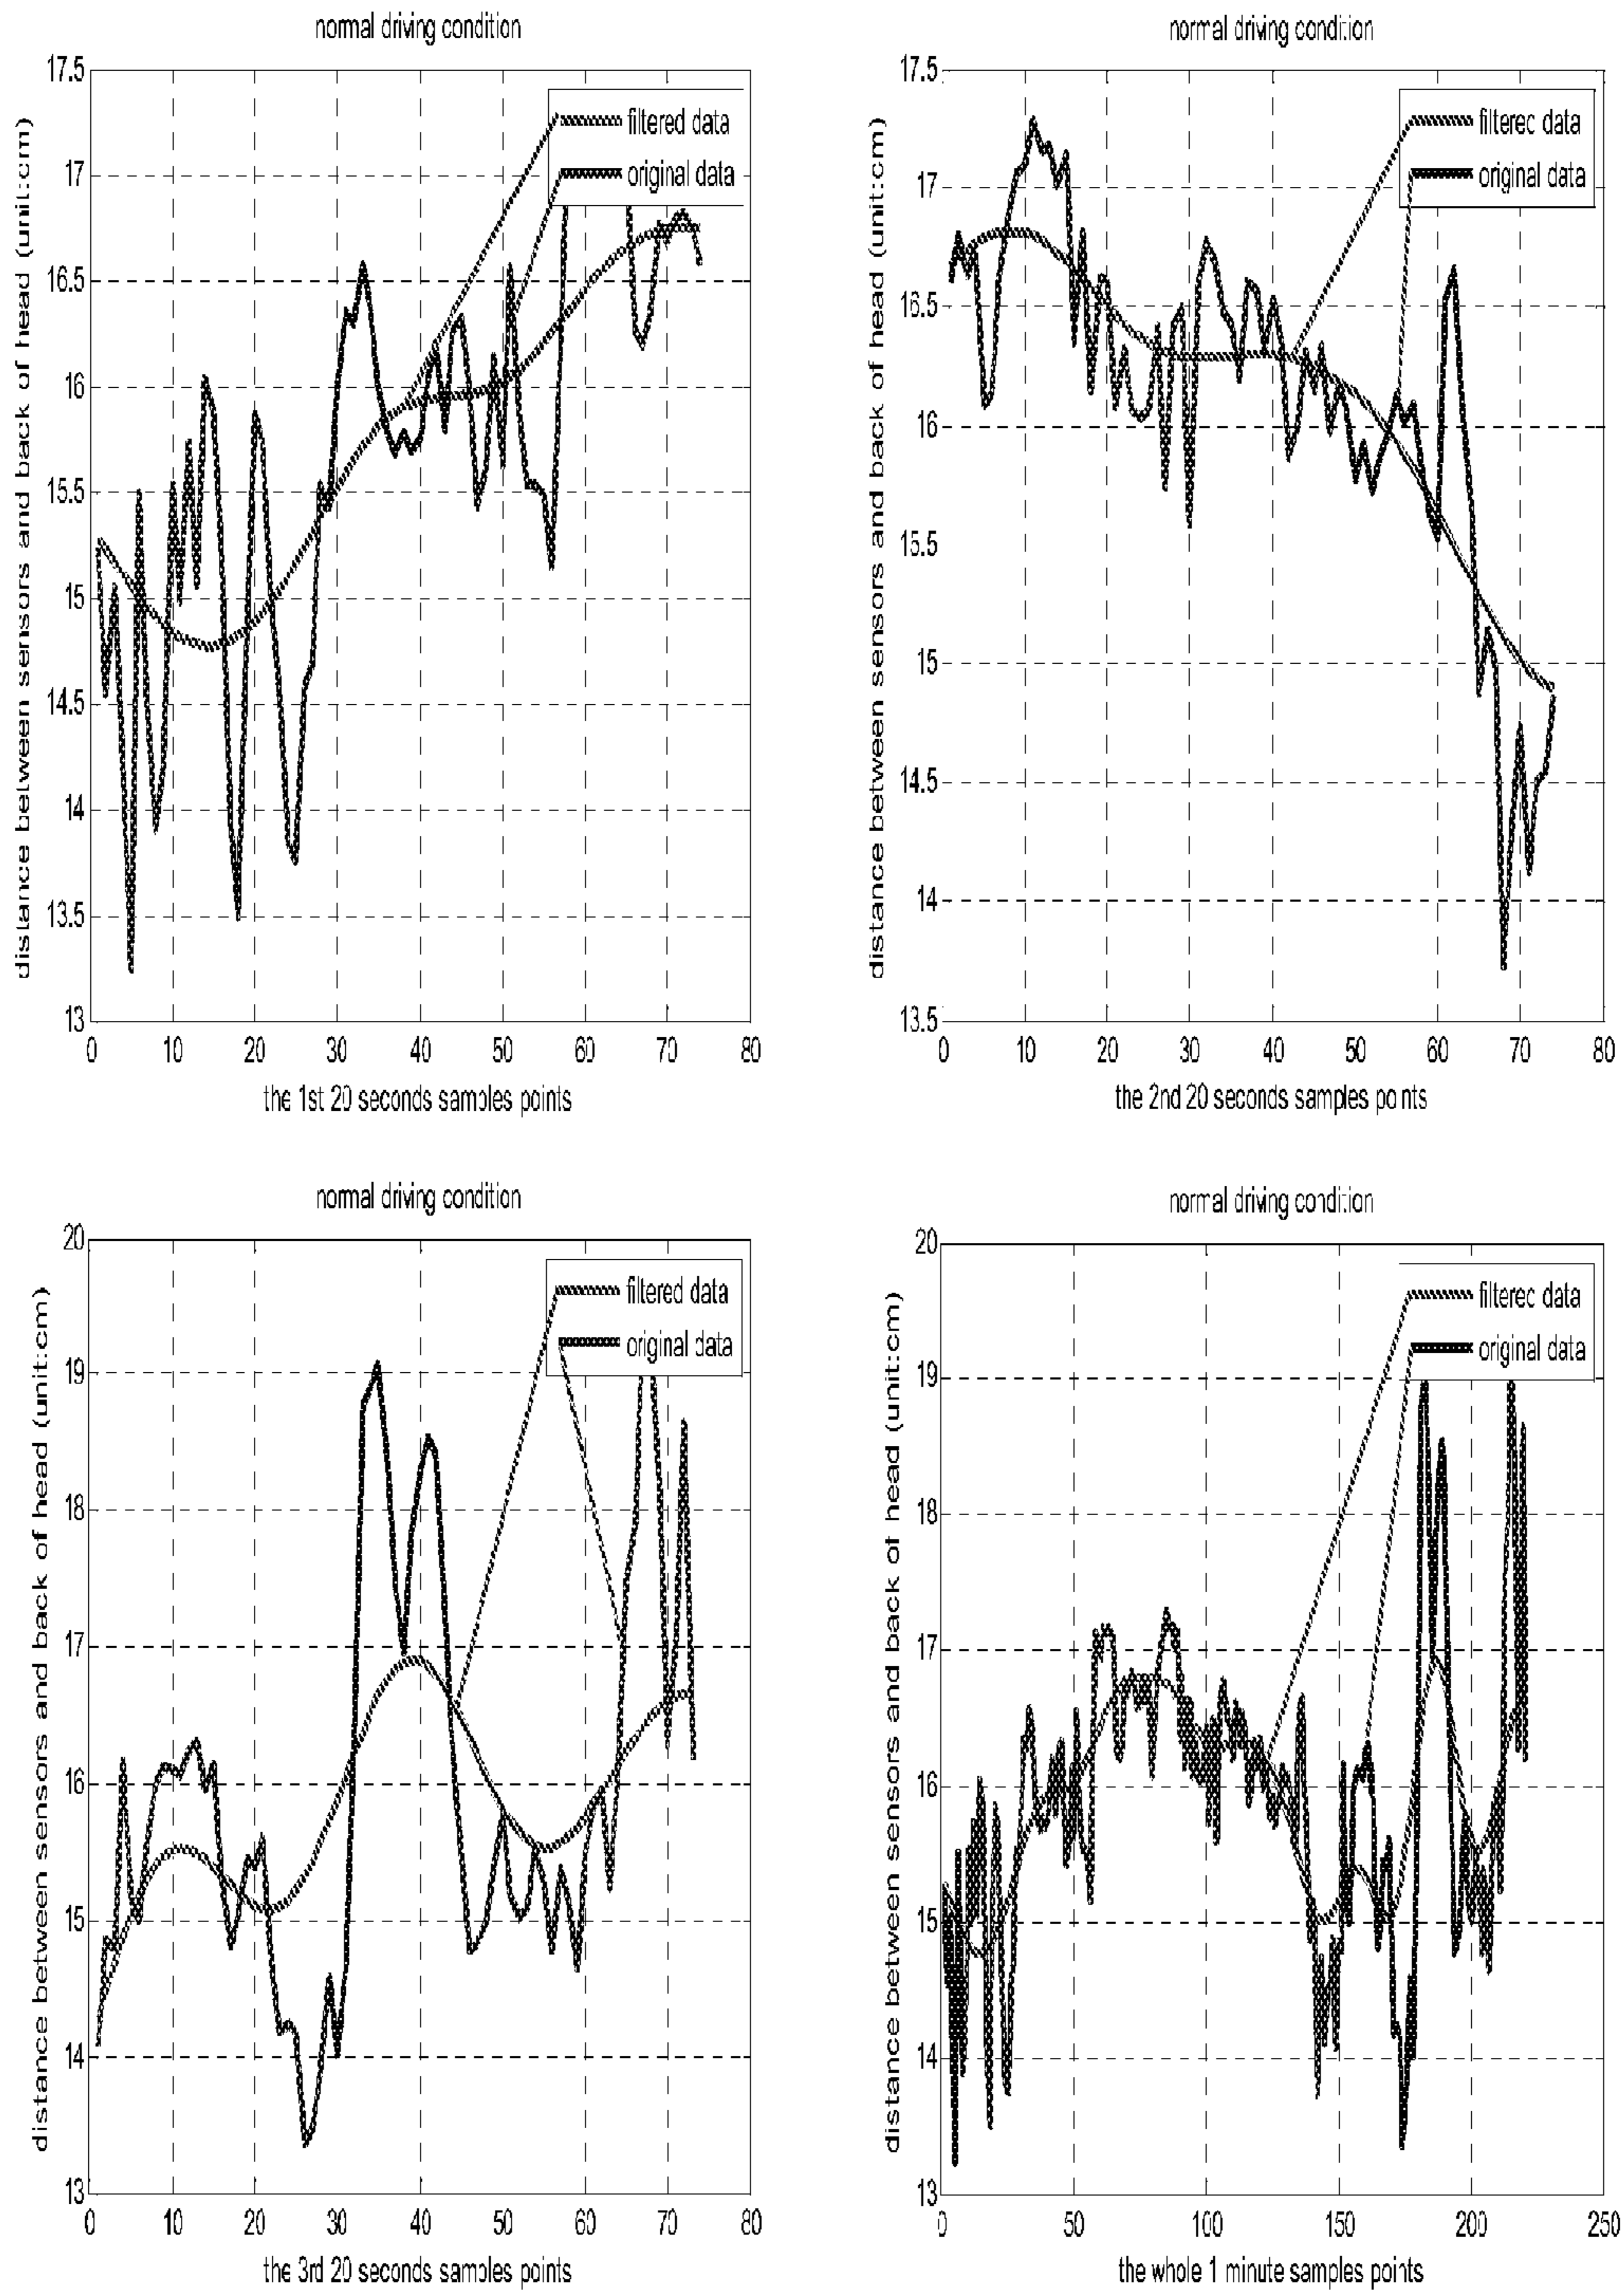 normal driving condition
17.5
17
16.5
16
15.5
15
14.5
14
13.5
13
0 10 20 30 40 50 60 70 80
distance between sensors and back of head (unit:cm)
filtered data
original data
the 1st 20 seconds samples points
normal driving condition
17.5
17
16.5
16
15.5
15
14.5
14
13.5
0 10 20 30 40 50 60 70 80
distance between sensors and back of head (unit:cm)
filtered data
original data
the 2nd 20 seconds samples points
normal driving condition
20
19
18
17
16
15
14
13
0 10 20 30 40 50 60 70 80
distance between sensors and back of head (unit:cm)
filtered data
original data
the 3rd 20 seconds samples points
normal driving condition
20
19
18
17
16
15
14
13
0 50 100 150 200 250
distance between sensors and back of head (unit:cm)
filtered data
original data
the whole 1 minute samples points